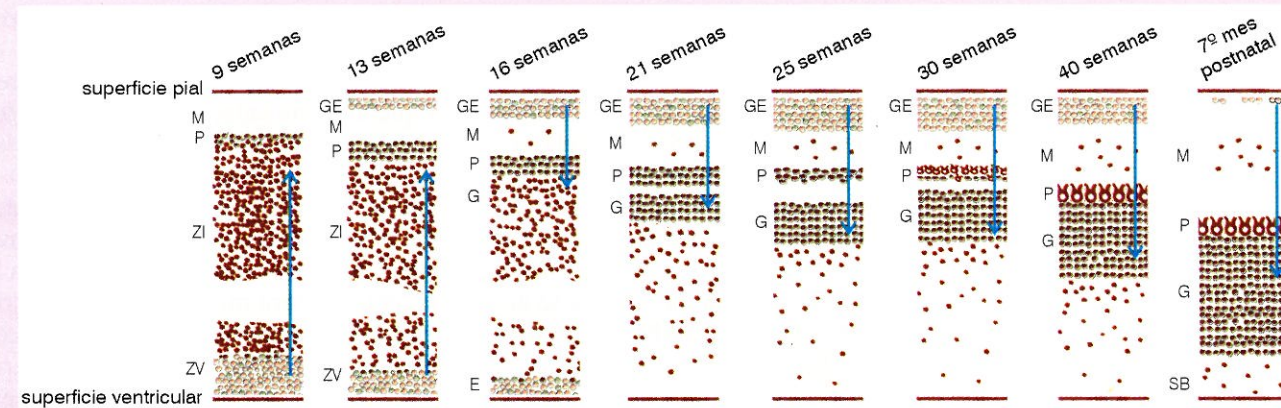 9 semanas
13 semanas
16 semanas
21 semanas
25 semanas
30 semanas
40 semanas
7º mes
postnatal
superficie pial
M
P
ZI
ZV
superficie ventricular
GE
M
P
ZI
ZV
GE
M
P
G
E
GE
M
P
G
GE
M
P
G
GE
M
P
G
GE
M
P
G
M
P
G
SB